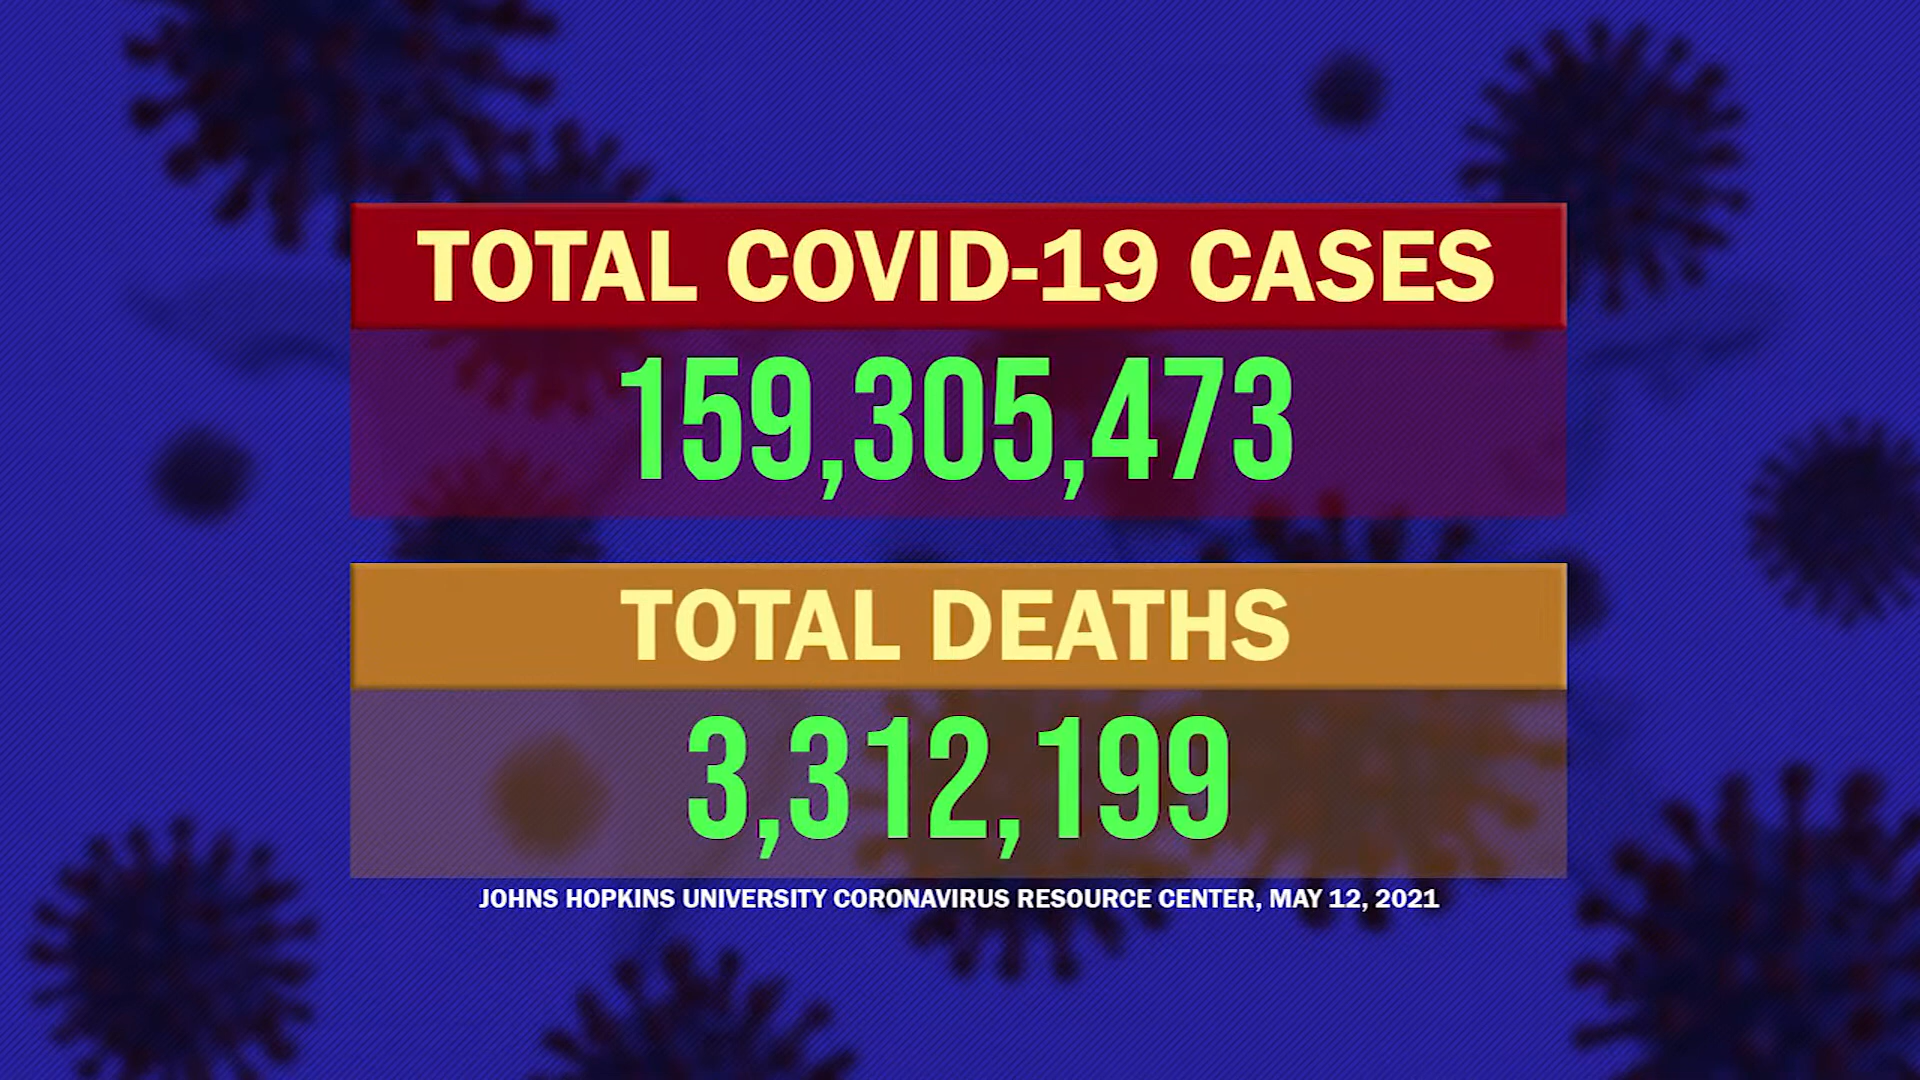 TOTAL COVID-19 CASES
159,305,473
TOTAL DEATHS
3,312,199
JOHNS HOPKINS UNIVERSITY CORONAVIRUS RESOURCE CENTER, MAY 12, 2021